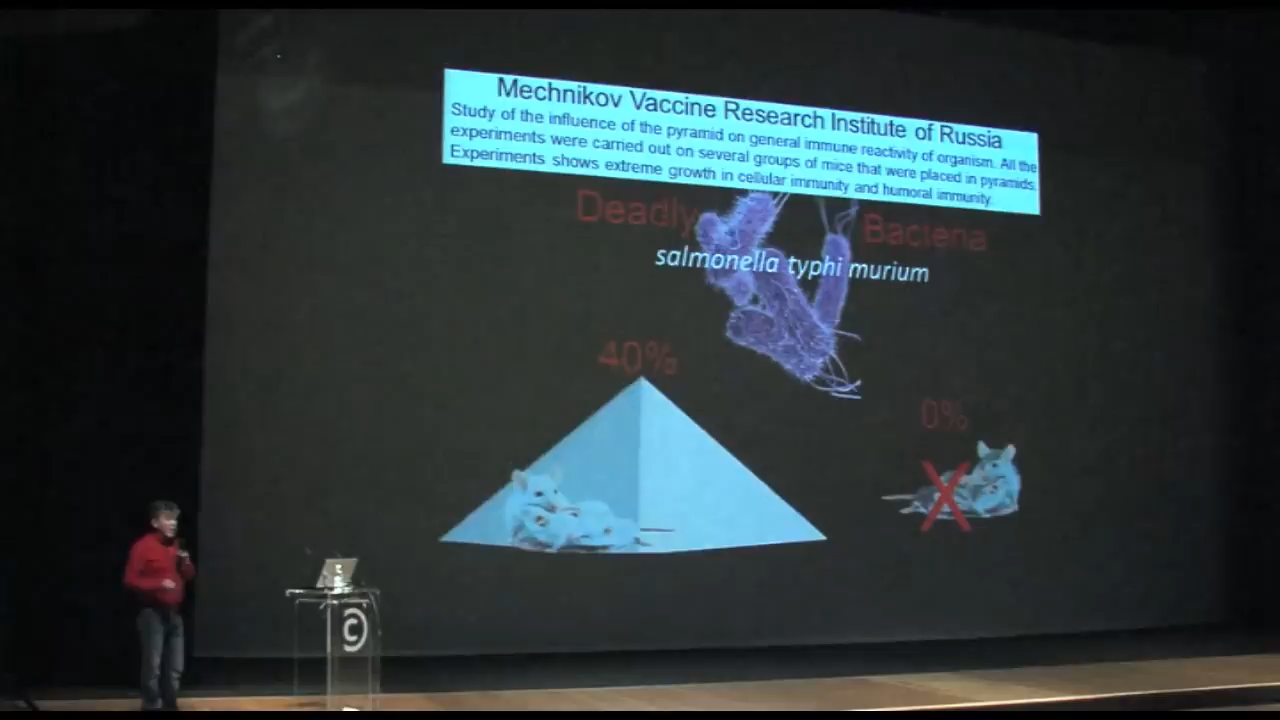 Mechnikov Vaccine Research Institute of Russia
Study of the influence of the pyramid on general immune reactivity of organism. All the
experiments were carried out on several groups of mice that were placed in pyramids.
Experiments shows extreme growth in cellular immunity and humoral immunity.
Deadly Bacteria
salmonella typhi murium
40%
0%
X
C